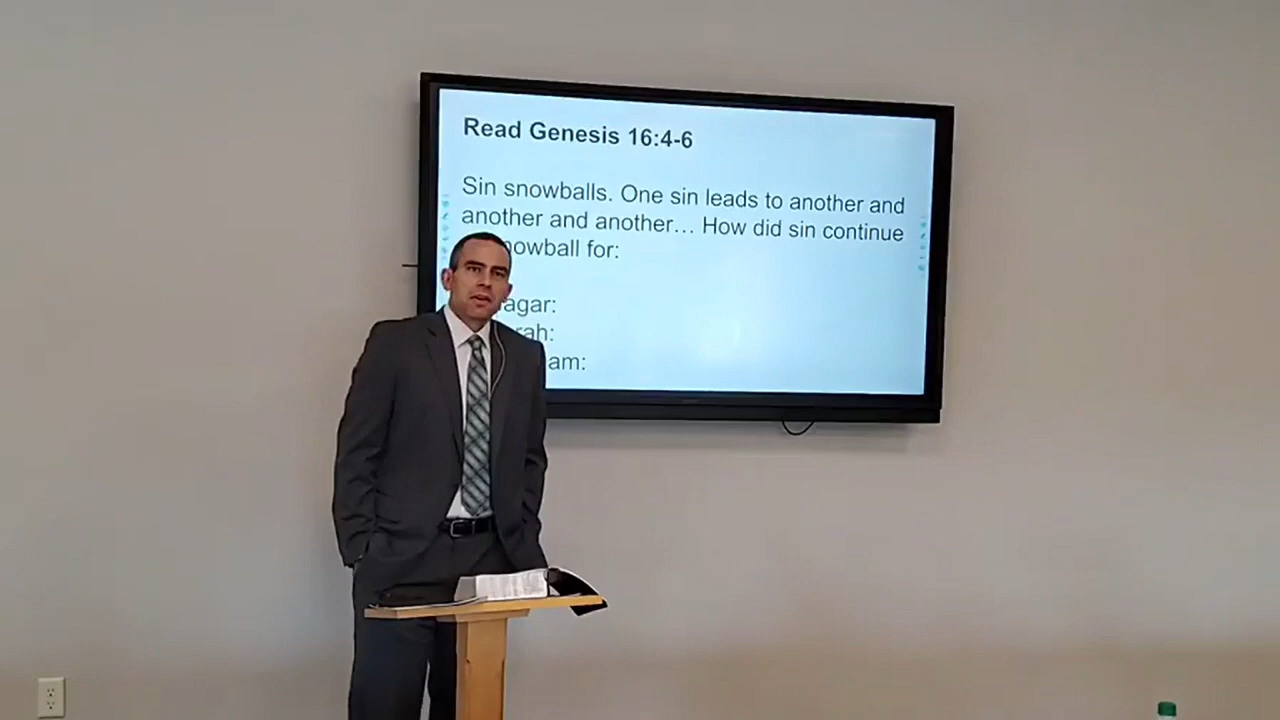 Read Genesis 16:4-6
Sin snowballs. One sin leads to another and
another and another... How did sin continue
nowball for:
agar:
rah:
am: